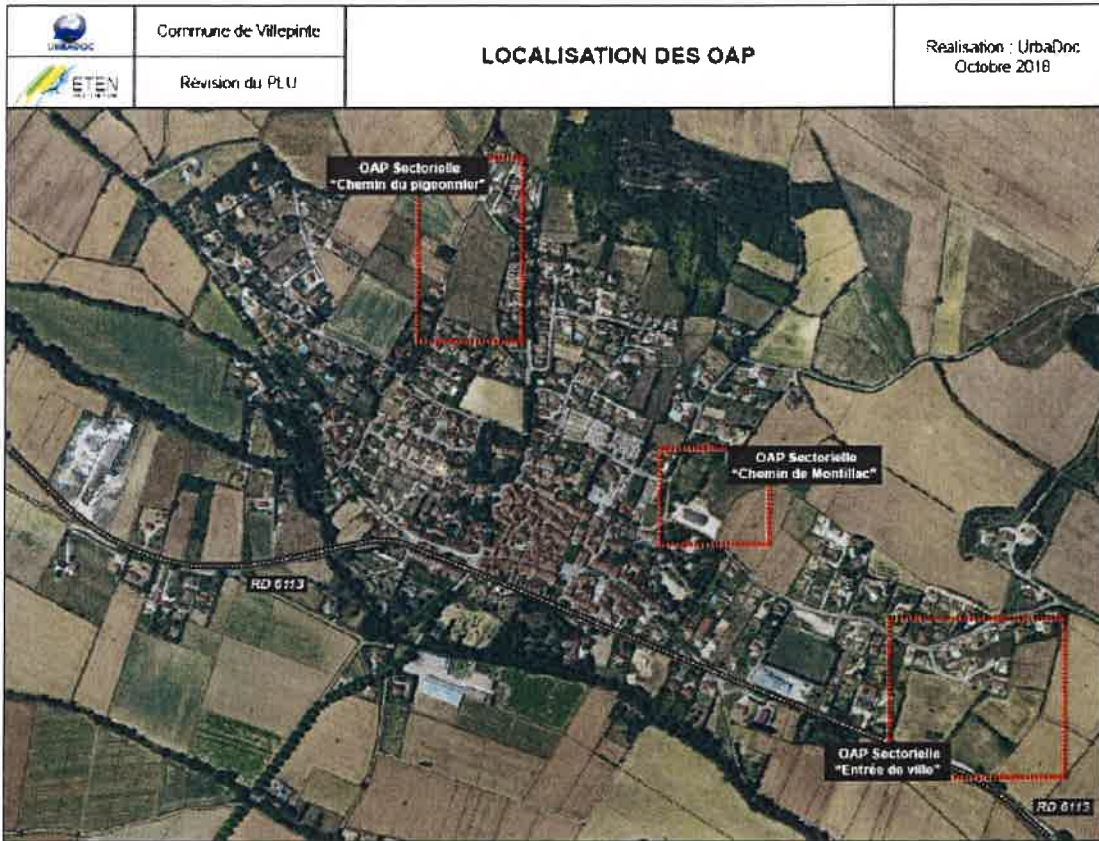 URBADOC
Commune de Villepinte
LOCALISATION DES OAP
Realisation : UrbaDoc
Octobre 2018
ETEN
Révision du PLU
OAP Sectorielle
"Chemin du pigeonnier"
OAP Sectorielle
"Chemin de Montillac"
RD 6113
OAP Sectorielle
"Entrée de ville"
RD 6113